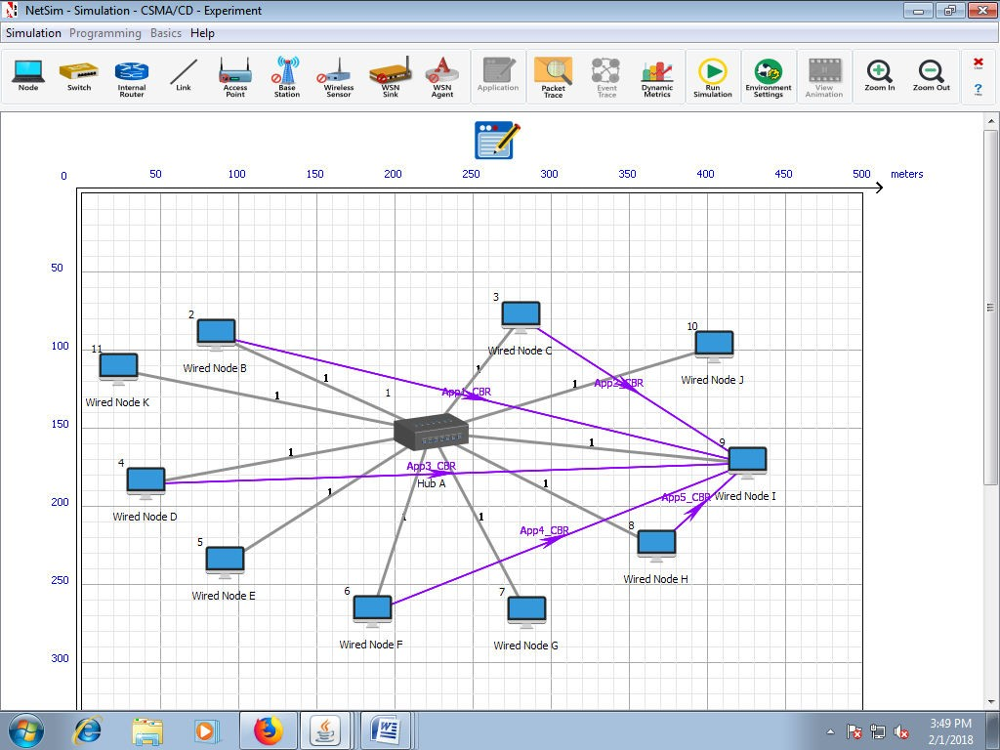 NetSim - Simulation - CSMA/CD - Experiment
Simulation Programming Basics Help
Node
Switch
Internal
Router
Link
Access
Point
Base
Station
Wireless
Sensor
WSN
Sink
WSN
Agent
Application
Packet
Trace
Event
Trace
Dynamic
Metrics
Run
Simulation
Environment
Settings
View
Animation
Zoom In
Zoom Out
Close
?
Help
0 50 100 150 200 250 300 350 400 450 500 meters
50
100
150
200
250
300
2
Wired Node B
3
Wired Node C
10
Wired Node J
11
Wired Node K
1
1
1
1
1
App1_CBR
App2_CBR
1
1
9
Wired Node I
4
Wired Node D
App3_CBR
Hub A
1
1
App5_CBR
5
Wired Node E
1
1
App4_CBR
8
Wired Node H
6
Wired Node F
7
Wired Node G
3:49 PM
2/1/2018